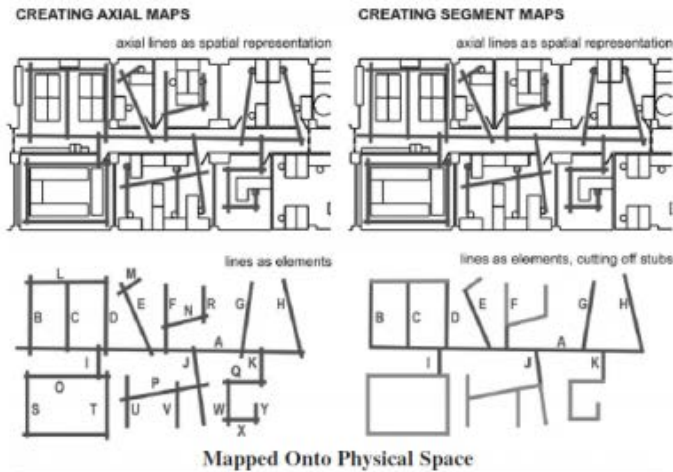 CREATING AXIAL MAPS
CREATING SEGMENT MAPS
axial lines as spatial representation
axial lines as spatial representation
lines as elements
lines as elements, cutting off stubs
L
M
B
C
D
E
F
N
R
G
H
A
I
J
K
O
P
Q
S
T
U
V
W
Y
X
B
C
D
E
F
G
H
A
I
J
K
Mapped Onto Physical Space